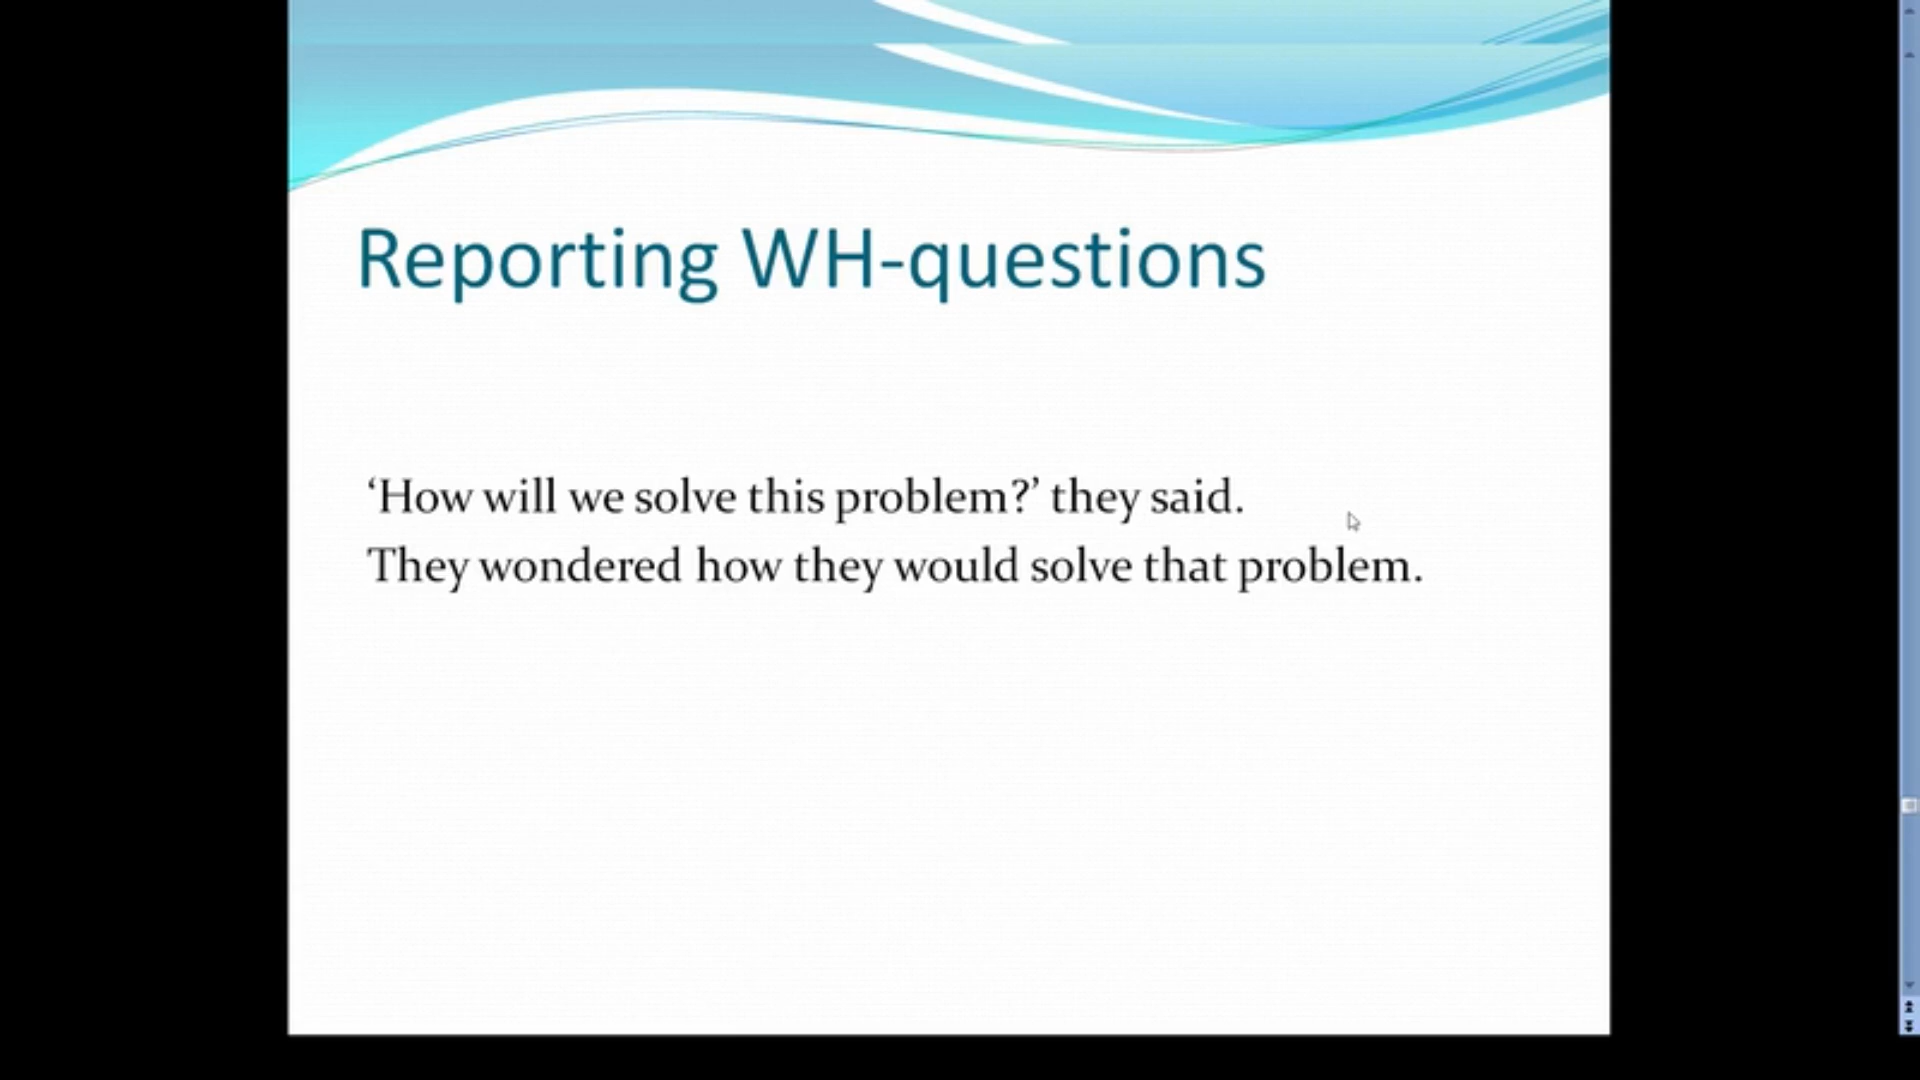 Reporting WH-questions
‘How will we solve this problem?’ they said.
They wondered how they would solve that problem.